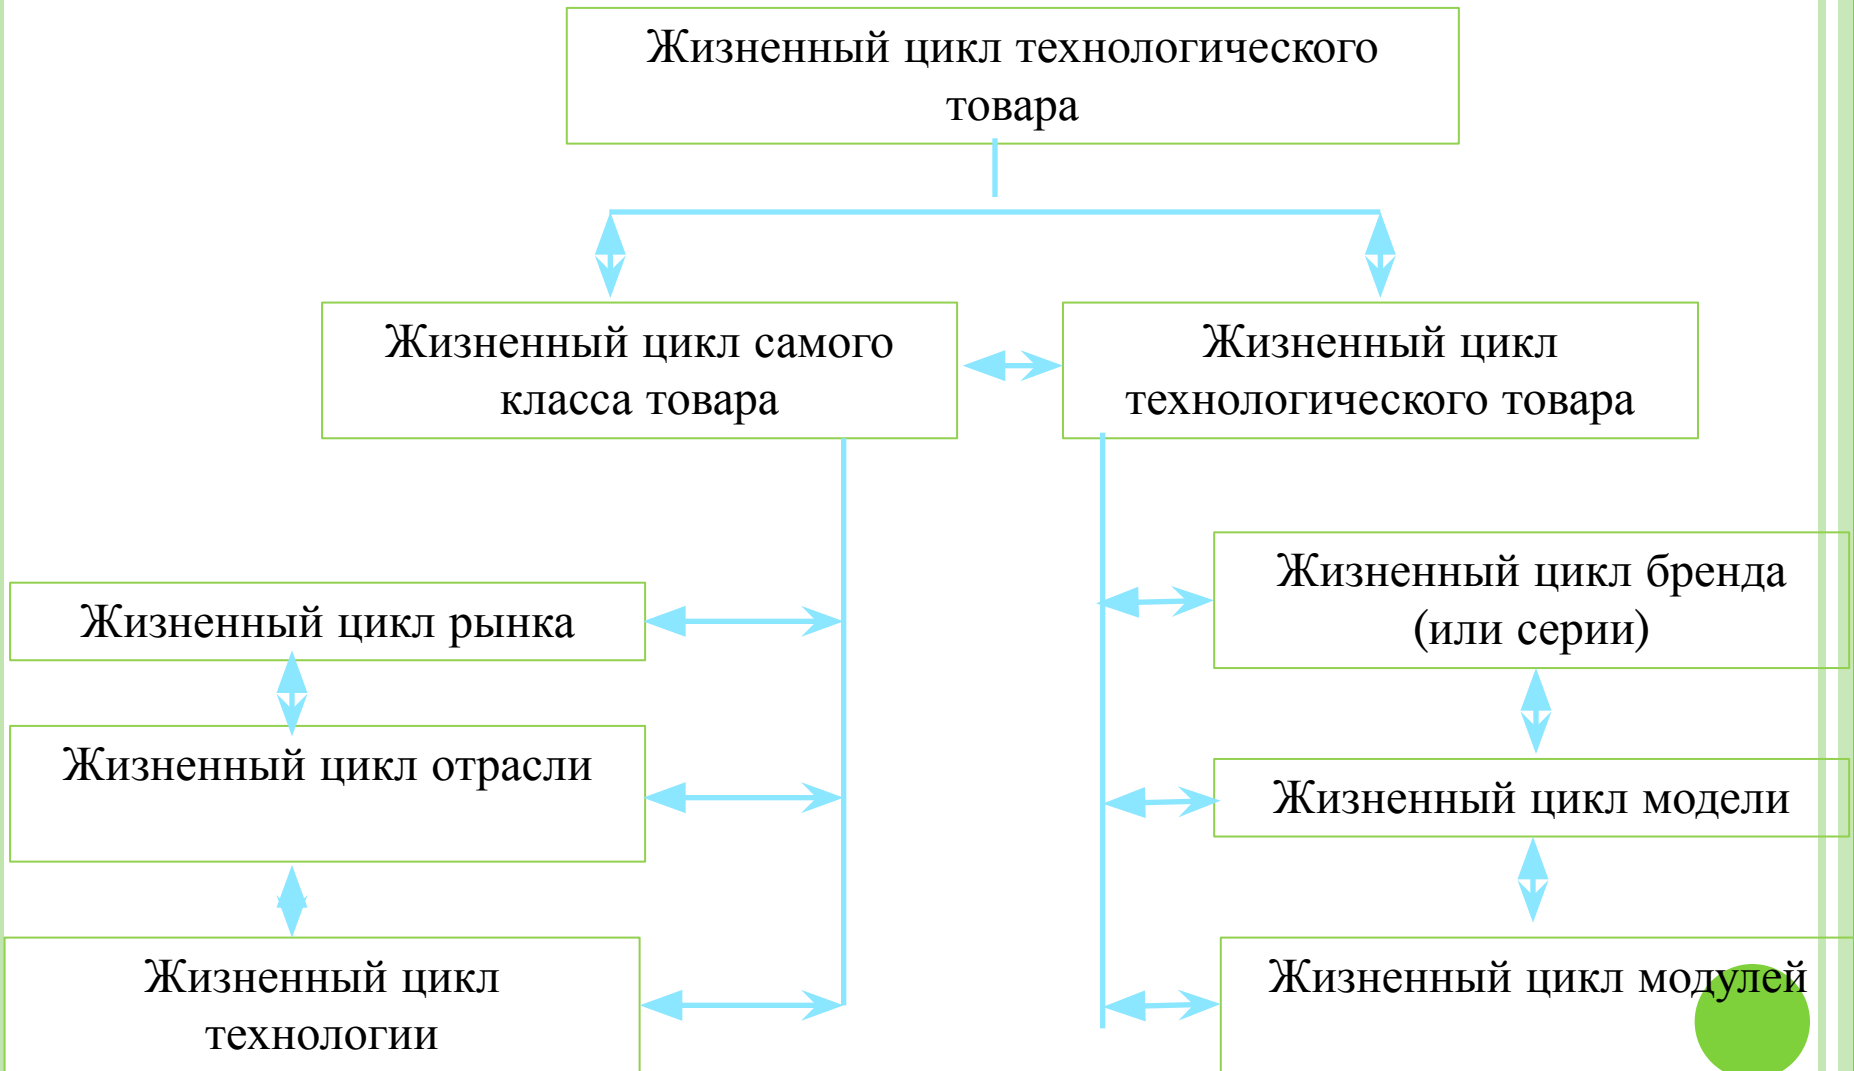 Жизненный цикл технологического
товара
Жизненный цикл самого
класса товара
Жизненный цикл
технологического товара
Жизненный цикл бренда
(или серии)
Жизненный цикл рынка
Жизненный цикл отрасли
Жизненный цикл модели
Жизненный цикл
технологии
Жизненный цикл модулей